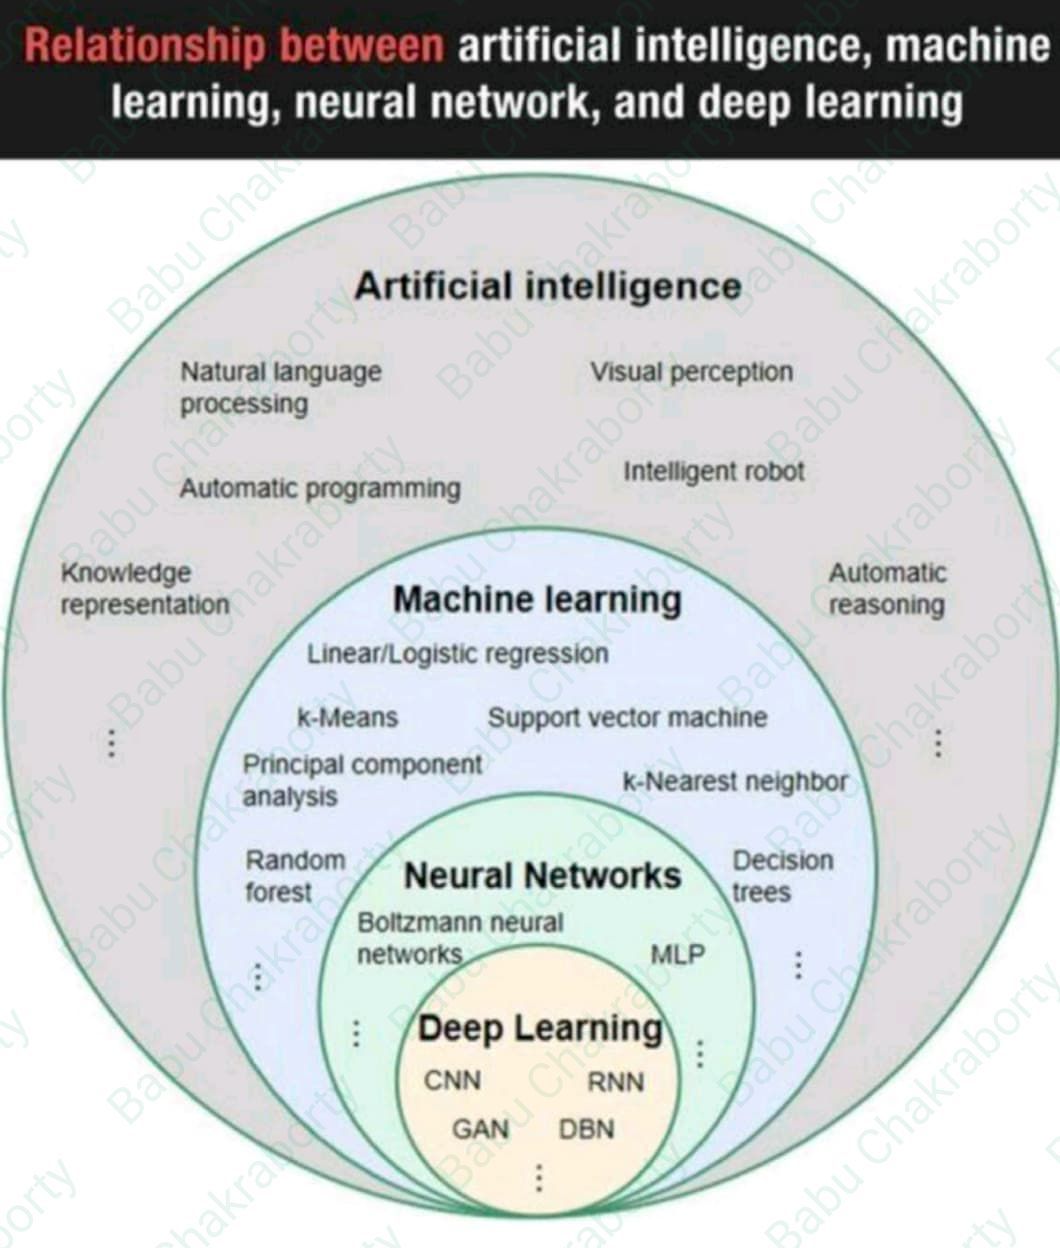 Relationship between artificial intelligence, machine
learning, neural network, and deep learning
Artificial intelligence
Natural language
processing
Visual perception
Automatic programming
Intelligent robot
Knowledge
representation
Automatic
reasoning
⋮
⋮
Machine learning
Linear/Logistic regression
k-Means
Support vector machine
Principal component
analysis
k-Nearest neighbor
Random
forest
Decision
trees
⋮
⋮
Neural Networks
Boltzmann neural
networks
MLP
⋮
⋮
Deep Learning
CNN
RNN
GAN
DBN
⋮
Babu Chakraborty